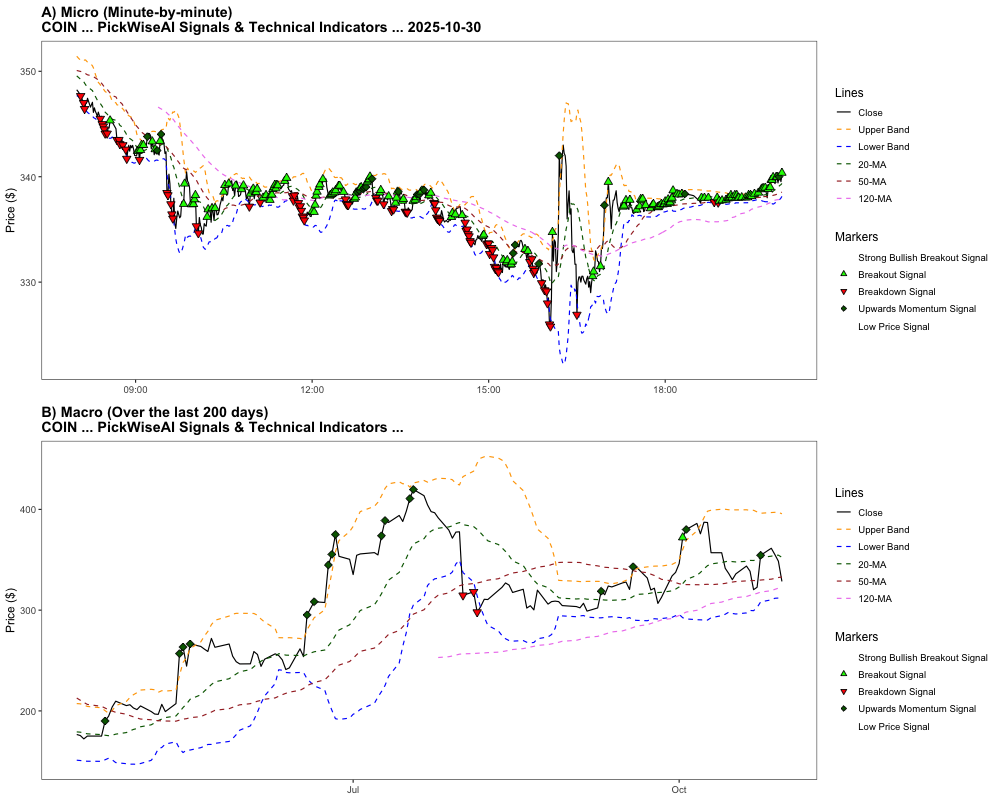 A) Micro (Minute-by-minute)
COIN ... PickWiseAI Signals & Technical Indicators ... 2025-10-30
Price ($)
350
340
330
09:00
12:00
15:00
18:00
Lines
Close
Upper Band
Lower Band
20-MA
50-MA
120-MA
Markers
Strong Bullish Breakout Signal
Breakout Signal
Breakdown Signal
Upwards Momentum Signal
Low Price Signal
B) Macro (Over the last 200 days)
COIN ... PickWiseAI Signals & Technical Indicators ...
Price ($)
400
300
200
Jul
Oct
Lines
Close
Upper Band
Lower Band
20-MA
50-MA
120-MA
Markers
Strong Bullish Breakout Signal
Breakout Signal
Breakdown Signal
Upwards Momentum Signal
Low Price Signal